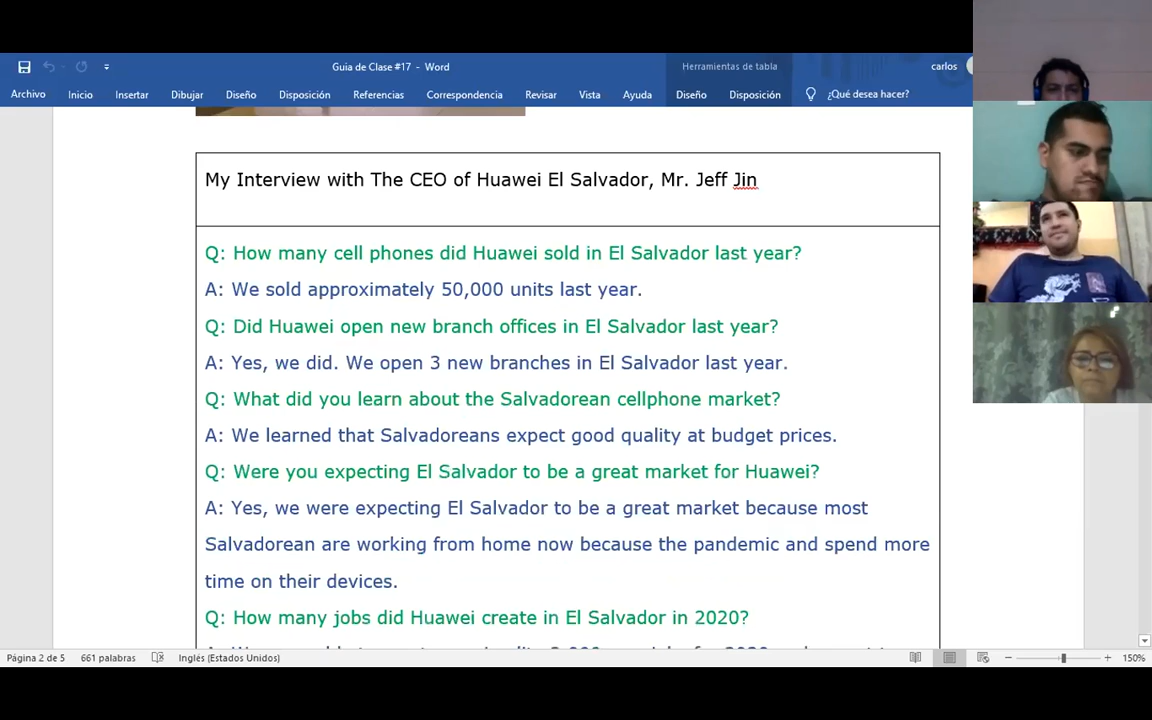 Guia de Clase #17 - Word
Herramientas de tabla
carlos
Archivo Inicio Insertar Dibujar Diseño Disposición Referencias Correspondencia Revisar Vista Ayuda Diseño Disposición ¿Qué desea hacer?
My Interview with The CEO of Huawei El Salvador, Mr. Jeff Jin
Q: How many cell phones did Huawei sold in El Salvador last year?
A: We sold approximately 50,000 units last year.
Q: Did Huawei open new branch offices in El Salvador last year?
A: Yes, we did. We open 3 new branches in El Salvador last year.
Q: What did you learn about the Salvadorean cellphone market?
A: We learned that Salvadoreans expect good quality at budget prices.
Q: Were you expecting El Salvador to be a great market for Huawei?
A: Yes, we were expecting El Salvador to be a great market because most
Salvadorean are working from home now because the pandemic and spend more
time on their devices.
Q: How many jobs did Huawei create in El Salvador in 2020?
Página 2 de 5 661 palabras Inglés (Estados Unidos) 150%